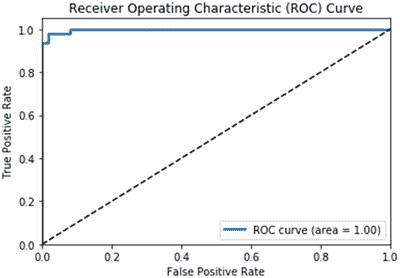 Receiver Operating Characteristic (ROC) Curve
1.0
0.8
0.6
0.4
0.2
0.0
True Positive Rate
ROC curve (area = 1.00)
0.0 0.2 0.4 0.6 0.8 1.0
False Positive Rate